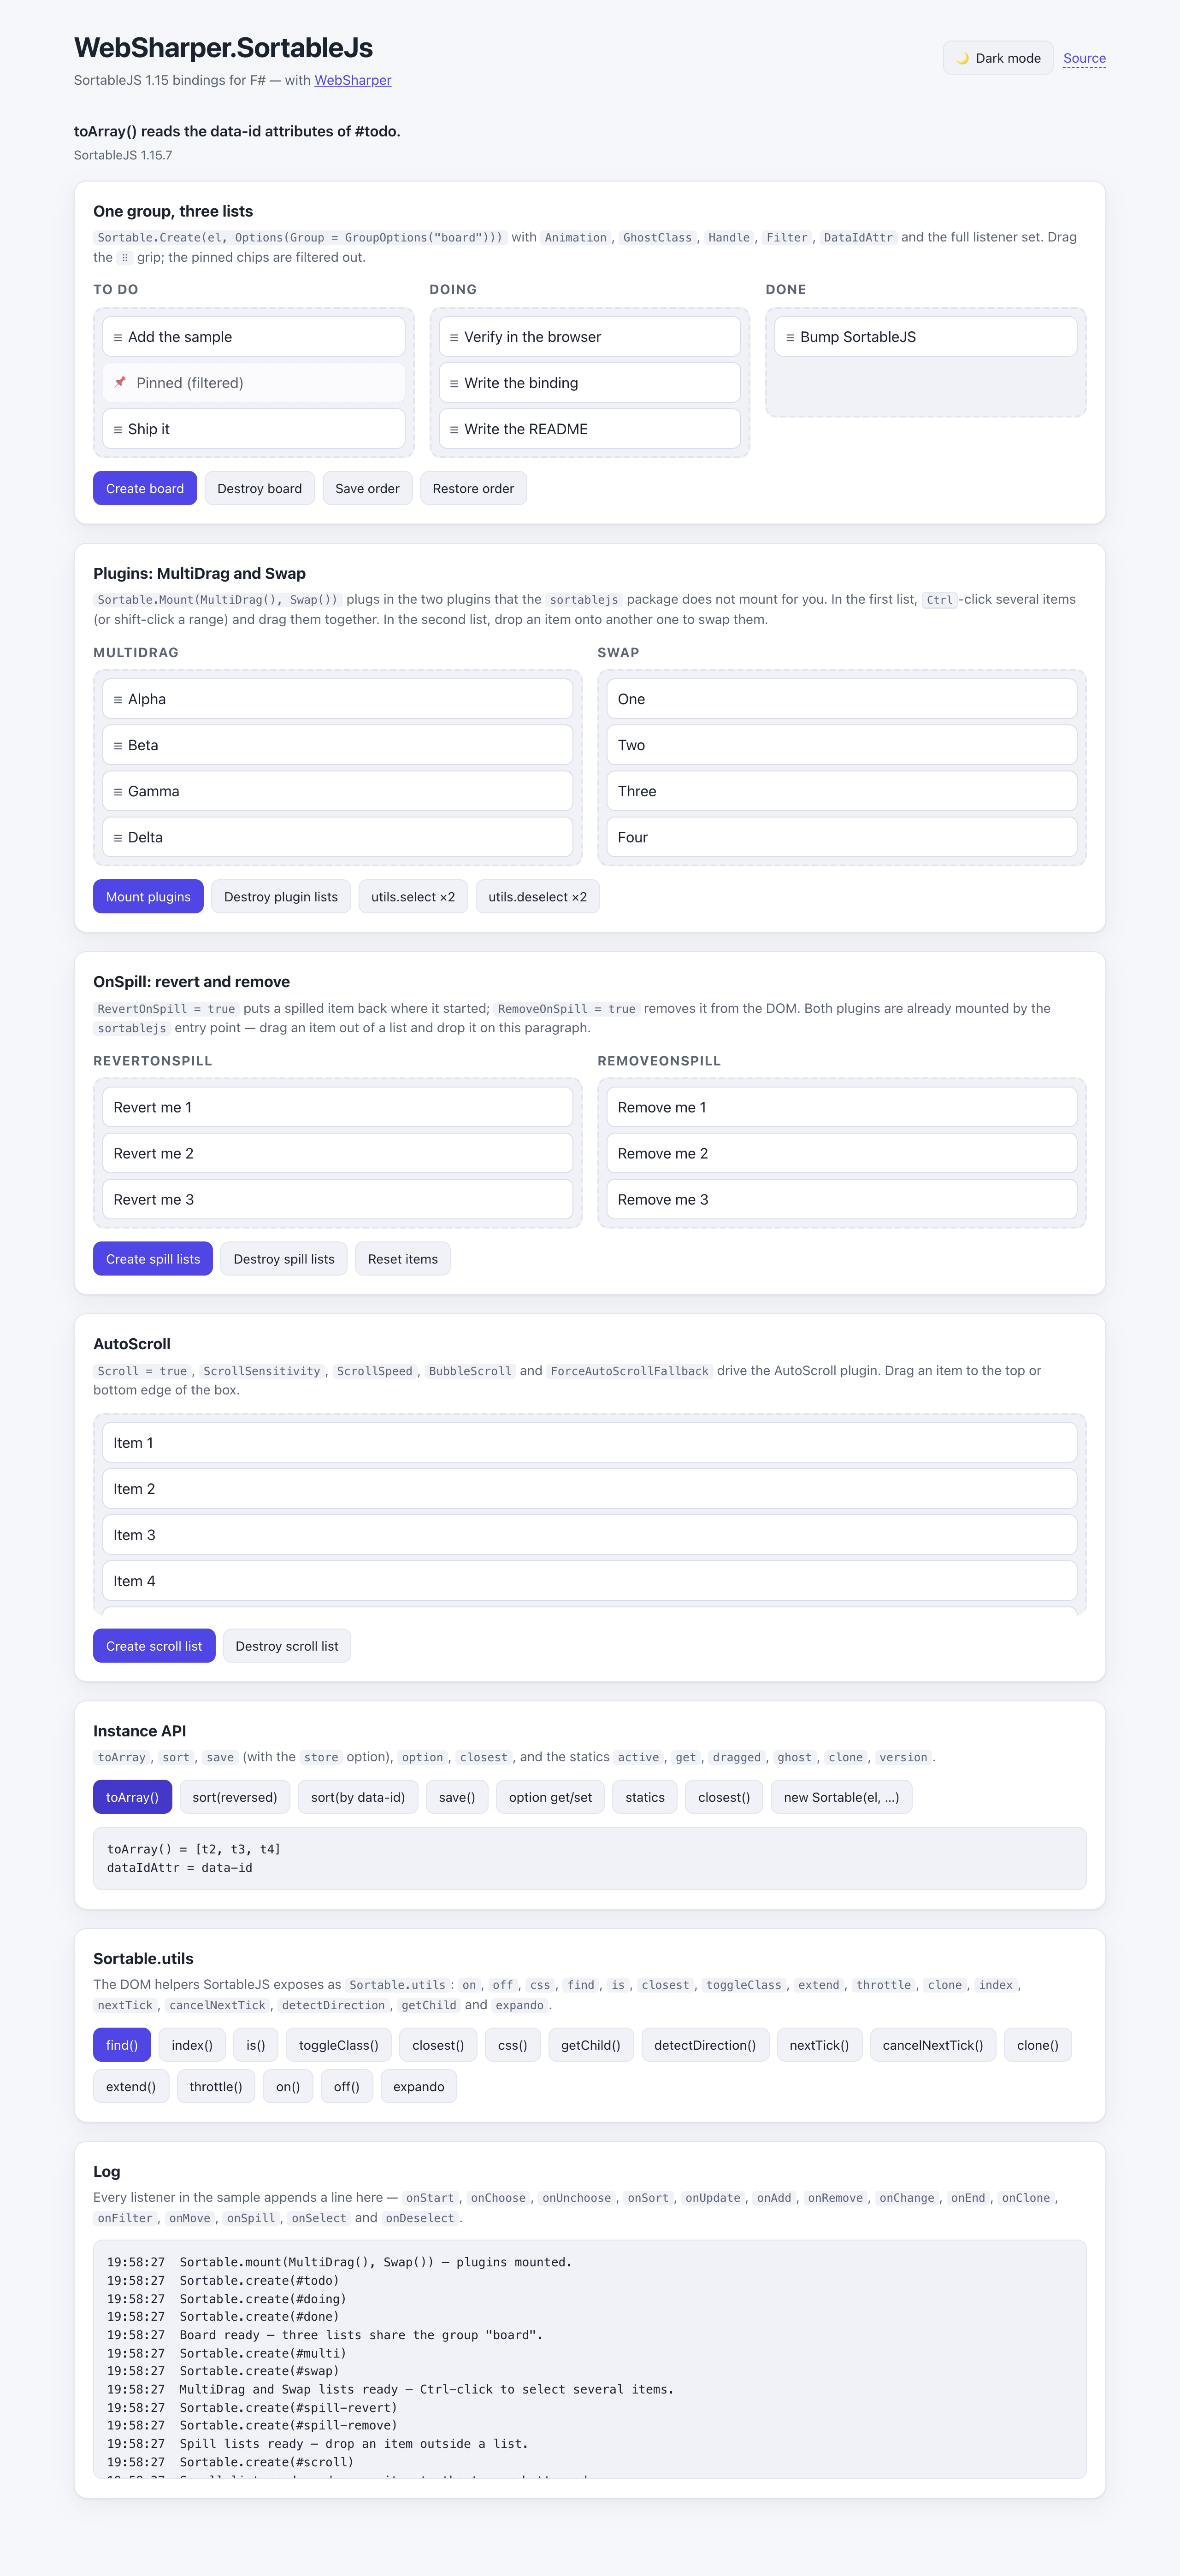 WebSharper.SortableJs
SortableJS 1.15 bindings for F# — with WebSharper
🌙 Dark mode
Source
toArray() reads the data-id attributes of #todo.
SortableJS 1.15.7
One group, three lists
Sortable.Create(el, Options(Group = GroupOptions("board"))) with Animation, GhostClass, Handle, Filter, DataIdAttr and the full listener set. Drag
the ⠿ grip; the pinned chips are filtered out.
TO DO
≡ Add the sample
📌 Pinned (filtered)
≡ Ship it
DOING
≡ Verify in the browser
≡ Write the binding
≡ Write the README
DONE
≡ Bump SortableJS
Create board
Destroy board
Save order
Restore order
Plugins: MultiDrag and Swap
Sortable.Mount(MultiDrag(), Swap()) plugs in the two plugins that the sortablejs package does not mount for you. In the first list, Ctrl-click several items
(or shift-click a range) and drag them together. In the second list, drop an item onto another one to swap them.
MULTIDRAG
≡ Alpha
≡ Beta
≡ Gamma
≡ Delta
SWAP
One
Two
Three
Four
Mount plugins
Destroy plugin lists
utils.select ×2
utils.deselect ×2
OnSpill: revert and remove
RevertOnSpill = true puts a spilled item back where it started; RemoveOnSpill = true removes it from the DOM. Both plugins are already mounted by the
sortablejs entry point — drag an item out of a list and drop it on this paragraph.
REVERTONSPILL
Revert me 1
Revert me 2
Revert me 3
REMOVEONSPILL
Remove me 1
Remove me 2
Remove me 3
Create spill lists
Destroy spill lists
Reset items
AutoScroll
Scroll = true, ScrollSensitivity, ScrollSpeed, BubbleScroll and ForceAutoScrollFallback drive the AutoScroll plugin. Drag an item to the top or
bottom edge of the box.
Item 1
Item 2
Item 3
Item 4
Create scroll list
Destroy scroll list
Instance API
toArray, sort, save (with the store option), option, closest, and the statics active, get, dragged, ghost, clone, version.
toArray()
sort(reversed)
sort(by data-id)
save()
option get/set
statics
closest()
new Sortable(el, …)
toArray() = [t2, t3, t4]
dataIdAttr = data-id
Sortable.utils
The DOM helpers SortableJS exposes as Sortable.utils: on, off, css, find, is, closest, toggleClass, extend, throttle, clone, index,
nextTick, cancelNextTick, detectDirection, getChild and expando.
find()
index()
is()
toggleClass()
closest()
css()
getChild()
detectDirection()
nextTick()
cancelNextTick()
clone()
extend()
throttle()
on()
off()
expando
Log
Every listener in the sample appends a line here — onStart, onChoose, onUnchoose, onSort, onUpdate, onAdd, onRemove, onChange, onEnd, onClone,
onFilter, onMove, onSpill, onSelect and onDeselect.
19:58:27 Sortable.mount(MultiDrag(), Swap()) — plugins mounted.
19:58:27 Sortable.create(#todo)
19:58:27 Sortable.create(#doing)
19:58:27 Sortable.create(#done)
19:58:27 Board ready — three lists share the group "board".
19:58:27 Sortable.create(#multi)
19:58:27 Sortable.create(#swap)
19:58:27 MultiDrag and Swap lists ready — Ctrl-click to select several items.
19:58:27 Sortable.create(#spill-revert)
19:58:27 Sortable.create(#spill-remove)
19:58:27 Spill lists ready — drop an item outside a list.
19:58:27 Sortable.create(#scroll)